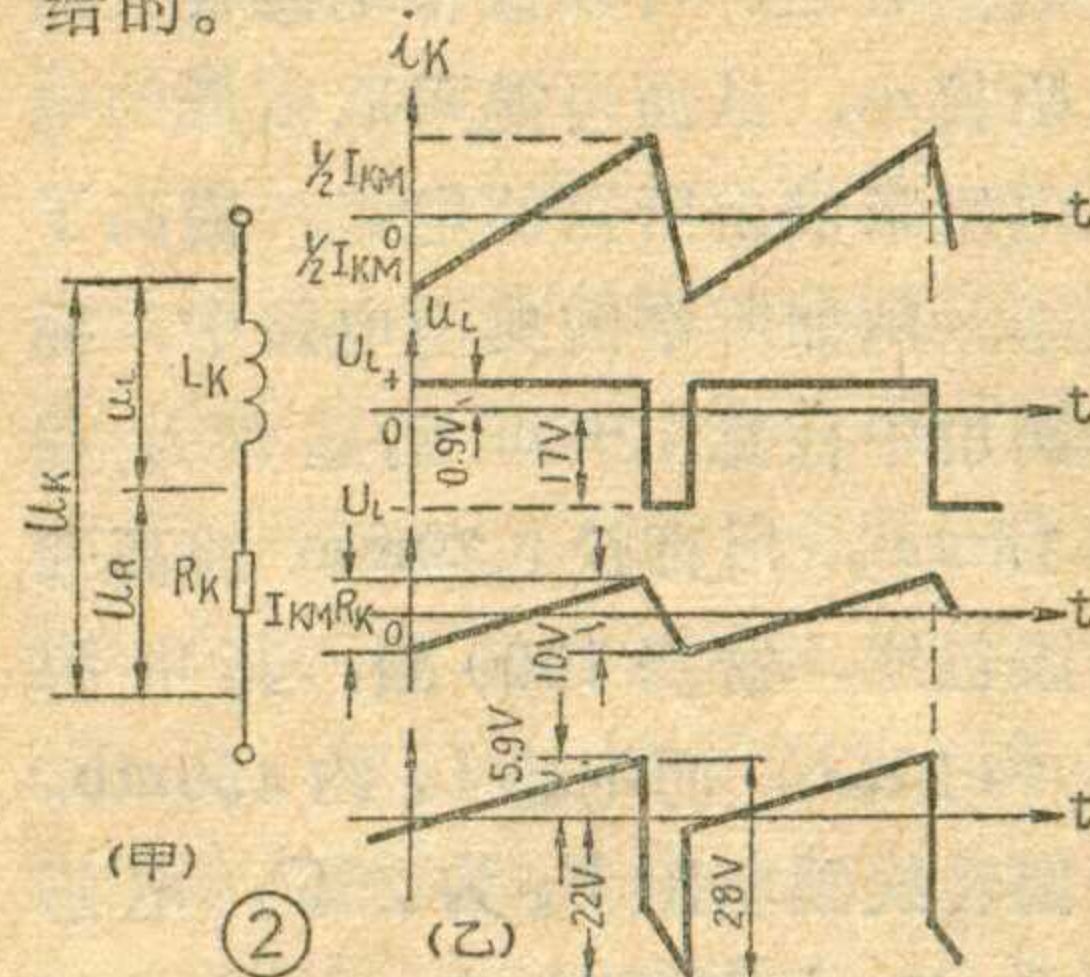 给的。
iK
½IKM
0
½IKM
t
uL
UL+
0
0.9V
17V
UL-
t
IKMRK
0
10V
t
5.9V
22V
28V
t
UK
UL
UR
LK
RK
(甲)
②
(乙)